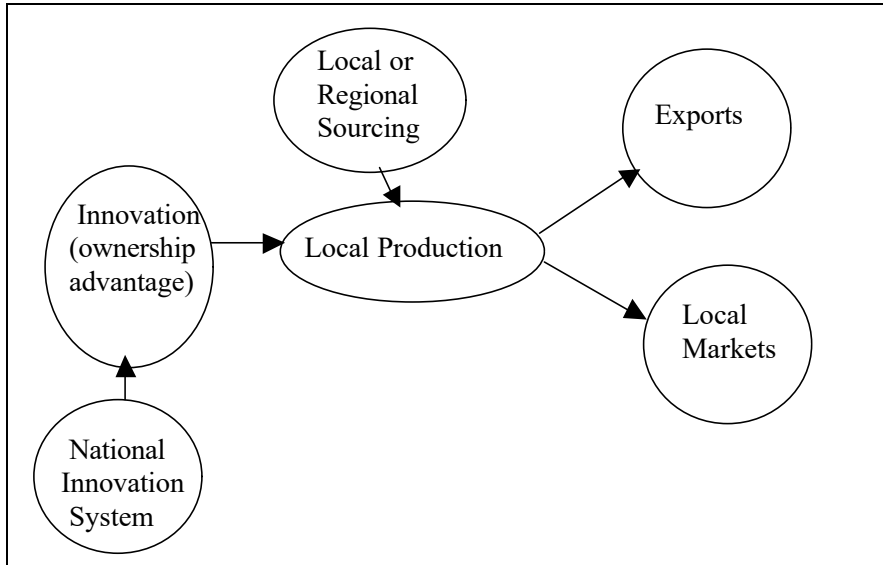 Local or
Regional
Sourcing
Exports
Innovation
(ownership
advantage)
Local Production
Local
Markets
National
Innovation
System